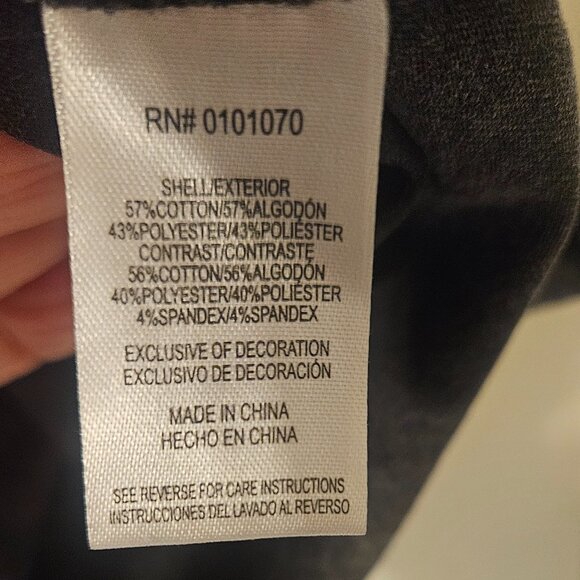 RN# 0101070
SHELL/EXTERIOR
57%COTTON/57%ALGODÓN
43%POLYESTER/43%POLIÉSTER
CONTRAST/CONTRASTE
56%COTTON/56%ALGODÓN
40%POLYESTER/40%POLIÉSTER
4%SPANDEX/4%SPANDEX
EXCLUSIVE OF DECORATION
EXCLUSIVO DE DECORACIÓN
MADE IN CHINA
HECHO EN CHINA
SEE REVERSE FOR CARE INSTRUCTIONS
INSTRUCCIONES DEL LAVADO AL REVERSO